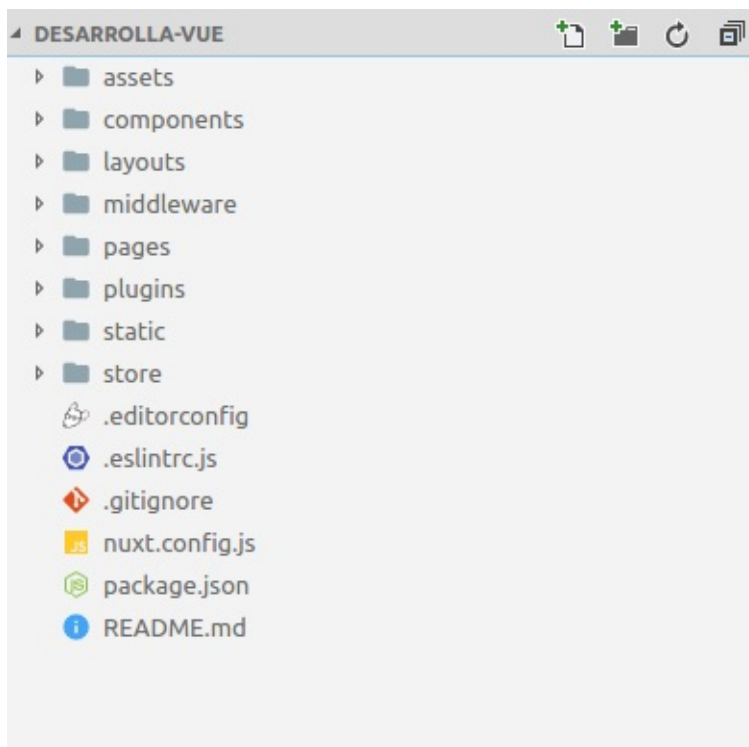 DESARROLLA-VUE
assets
components
layouts
middleware
pages
plugins
static
store
.editorconfig
.eslintrc.js
.gitignore
JS nuxt.config.js
package.json
README.md